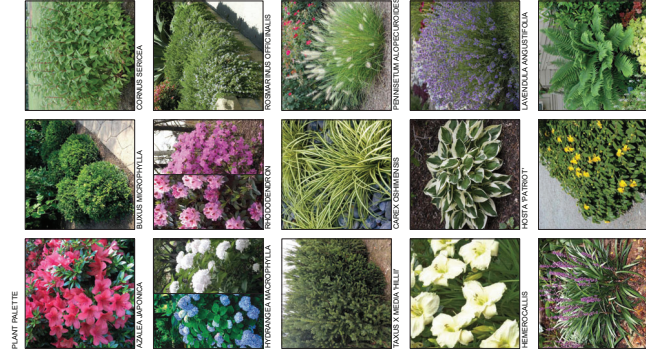 PLANT PALETTE
AZALEA JAPONICA
BUXUS MICROPHYLLA
CORNUS SERICEA
HYDRANGEA MACROPHYLLA
RHODODENDRON
ROSMARINUS OFFICINALIS
TAXUS X MEDIA 'HILLII'
CAREX OSHIMENSIS
PENNISETUM ALOPECUROIDES
HEMEROCALLIS
HOSTA 'PATRIOT'
LAVENDULA ANGUSTIFOLIA